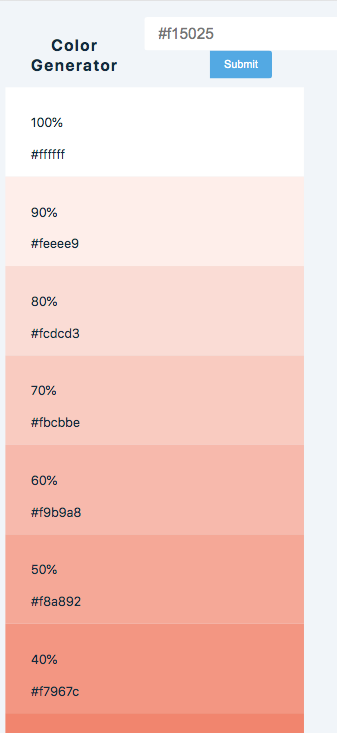 Color
Generator
#f15025
Submit
100%
#ffffff
90%
#feeee9
80%
#fcdcd3
70%
#fbcbbe
60%
#f9b9a8
50%
#f8a892
40%
#f7967c